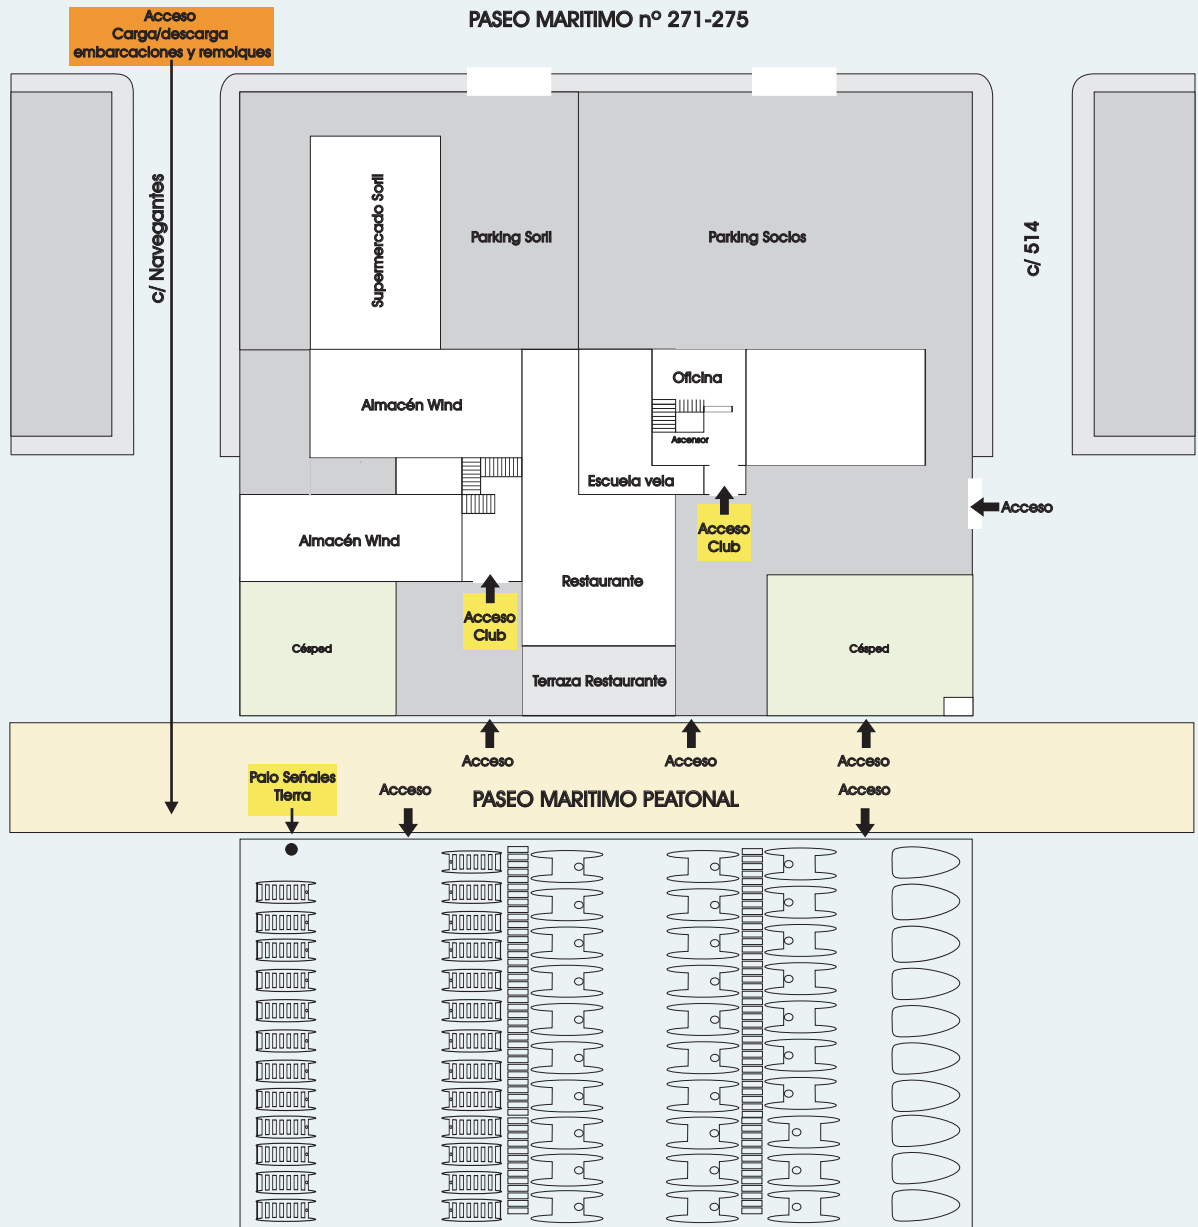 Acceso
Carga/descarga
embarcaciones y remolques
PASEO MARITIMO nº 271-275
c/ Navegantes
Supermercado Soril
Parking Soril
Parking Socios
c/ 514
Almacén Wind
Oficina
Ascensor
Escuela vela
Acceso
Acceso
Club
Almacén Wind
Restaurante
Acceso
Club
Césped
Césped
Terraza Restaurante
Acceso
Acceso
Acceso
Palo Señales
Tierra
Acceso
PASEO MARITIMO PEATONAL
Acceso